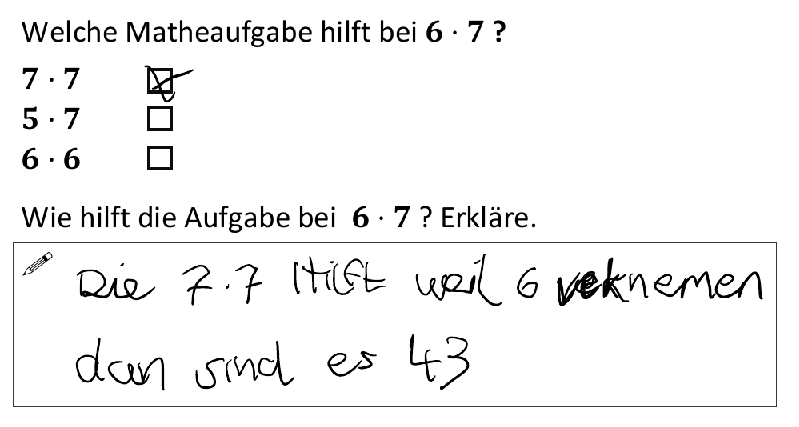 Welche Matheaufgabe hilft bei 6 · 7 ?
7 · 7
5 · 7
6 · 6
Wie hilft die Aufgabe bei 6 · 7 ? Erkläre.
Die 7.7 Hilft weil 6 weknemen
dan sind es 43